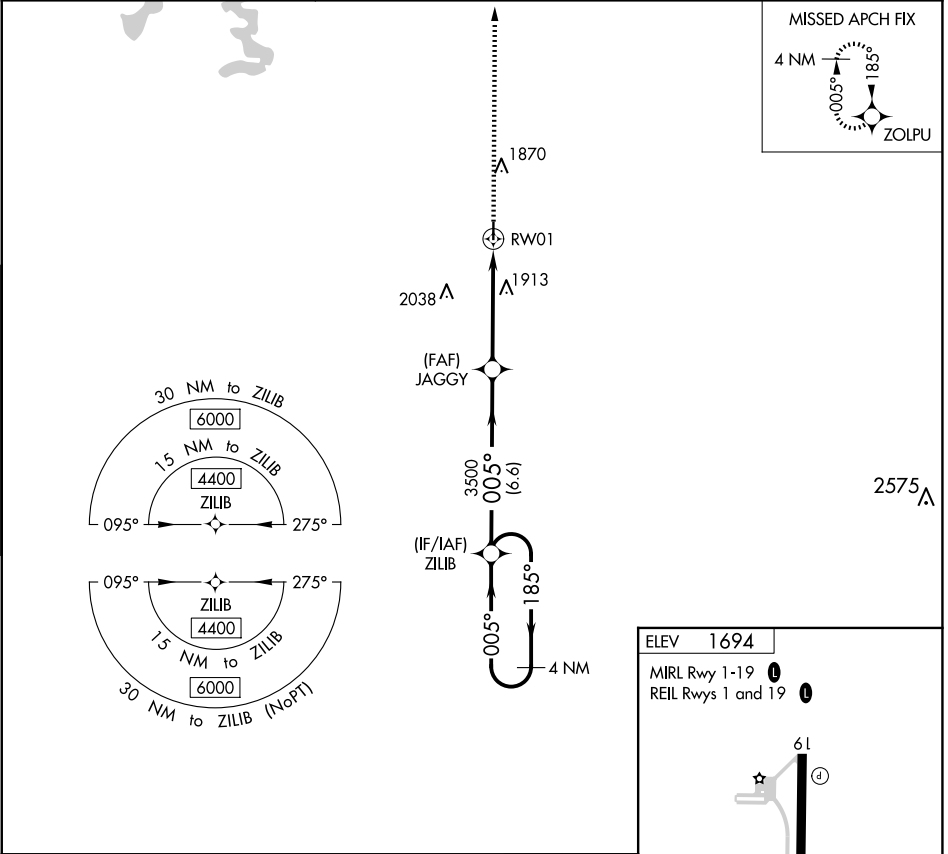 MISSED APCH FIX
4 NM
005°
185°
ZOLPU
1870
RW01
1913
2038
(FAF)
JAGGY
3500
005°
(6.6)
2575
(IF/IAF)
ZILIB
005°
185°
4 NM
30 NM to ZILIB
6000
15 NM to ZILIB
4400
ZILIB
095°
275°
095°
275°
ZILIB
4400
15 NM to ZILIB
6000
30 NM to ZILIB (NoPT)
ELEV 1694
MIRL Rwy 1-19 L
REIL Rwys 1 and 19 L
19
P